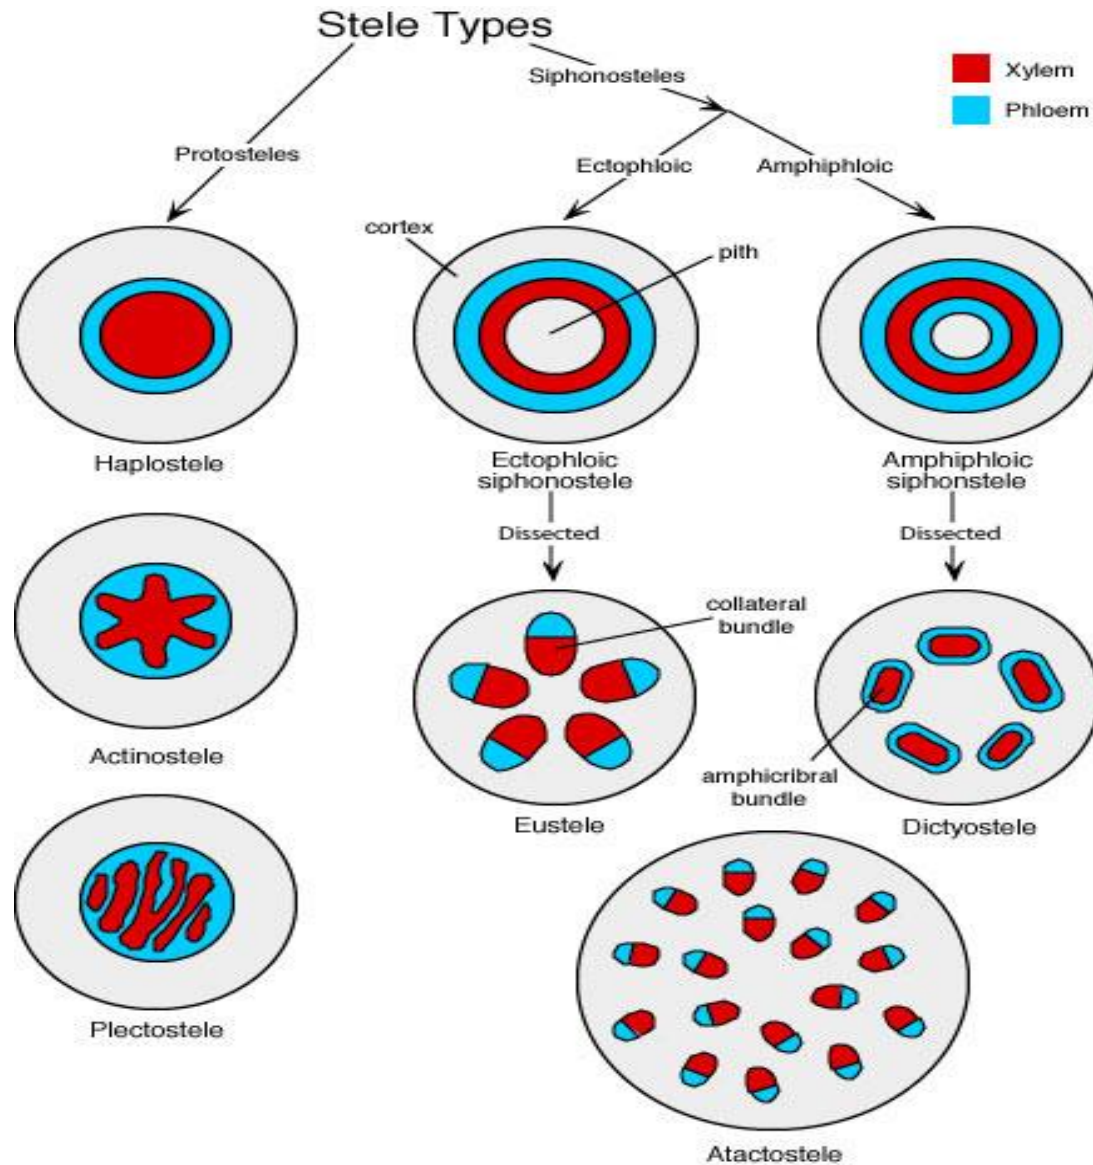 Stele Types
Siphonosteles
Xylem
Phloem
Protosteles
Ectophloic
Amphiphloic
cortex
pith
Haplostele
Ectophloic
siphonostele
Amphiphloic
siphonstele
Dissected
Dissected
collateral
bundle
Actinostele
amphicribral
bundle
Eustele
Dictyostele
Plectostele
Atactostele